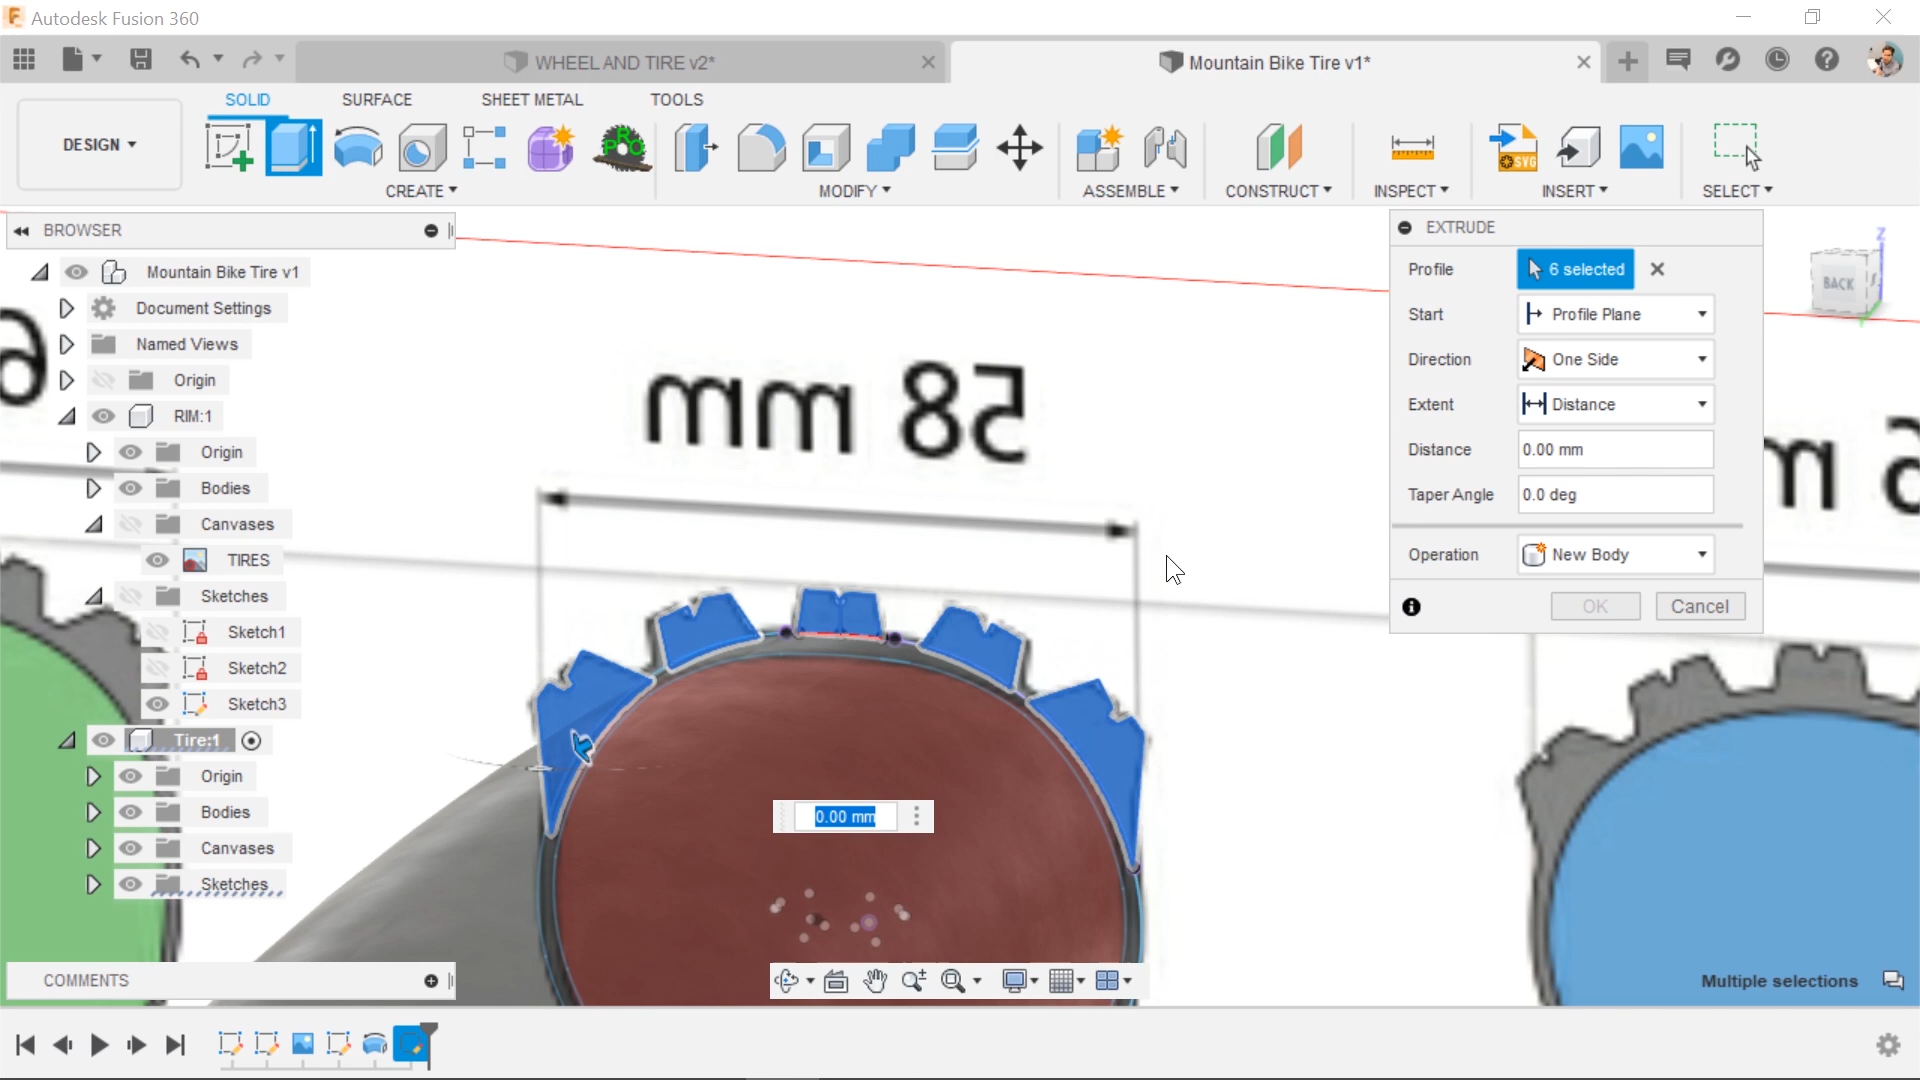 Autodesk Fusion 360
WHEEL AND TIRE v2*
Mountain Bike Tire v1*
SOLID
SURFACE
SHEET METAL
TOOLS
DESIGN
CREATE
MODIFY
ASSEMBLE
CONSTRUCT
INSPECT
INSERT
SELECT
PRO
SVG
BROWSER
Mountain Bike Tire v1
Document Settings
Named Views
Origin
RIM:1
Origin
Bodies
Canvases
TIRES
Sketches
Sketch1
Sketch2
Sketch3
Tire:1
Origin
Bodies
Canvases
Sketches
58 mm
0.00 mm
EXTRUDE
Profile
6 selected
Start
Profile Plane
Direction
One Side
Extent
Distance
Distance
0.00 mm
Taper Angle
0.0 deg
Operation
New Body
OK
Cancel
Z
BACK
COMMENTS
Multiple selections